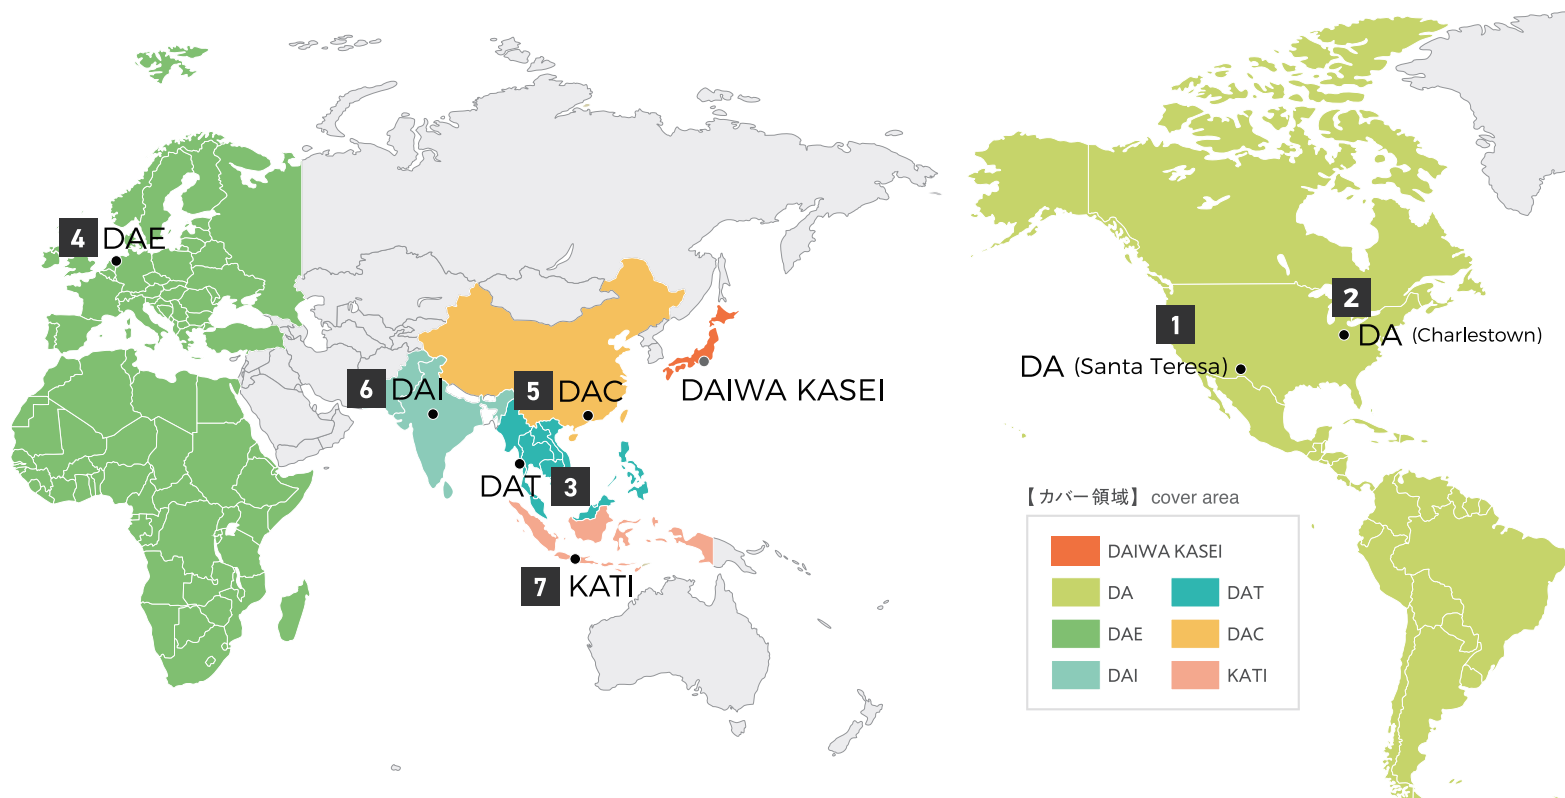 4 DAE
6 DAI
5 DAC
DAIWA KASEI
DAT 3
7 KATI
1
DA (Santa Teresa)
2
DA (Charlestown)
【カバー領域】 cover area
DAIWA KASEI
DA
DAT
DAE
DAC
DAI
KATI